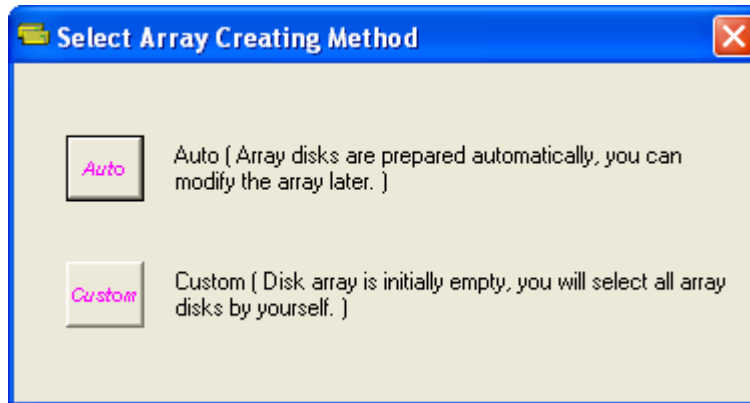 Select Array Creating Method
Auto
Auto ( Array disks are prepared automatically, you can
modify the array later. )
Custom
Custom ( Disk array is initially empty, you will select all array
disks by yourself. )